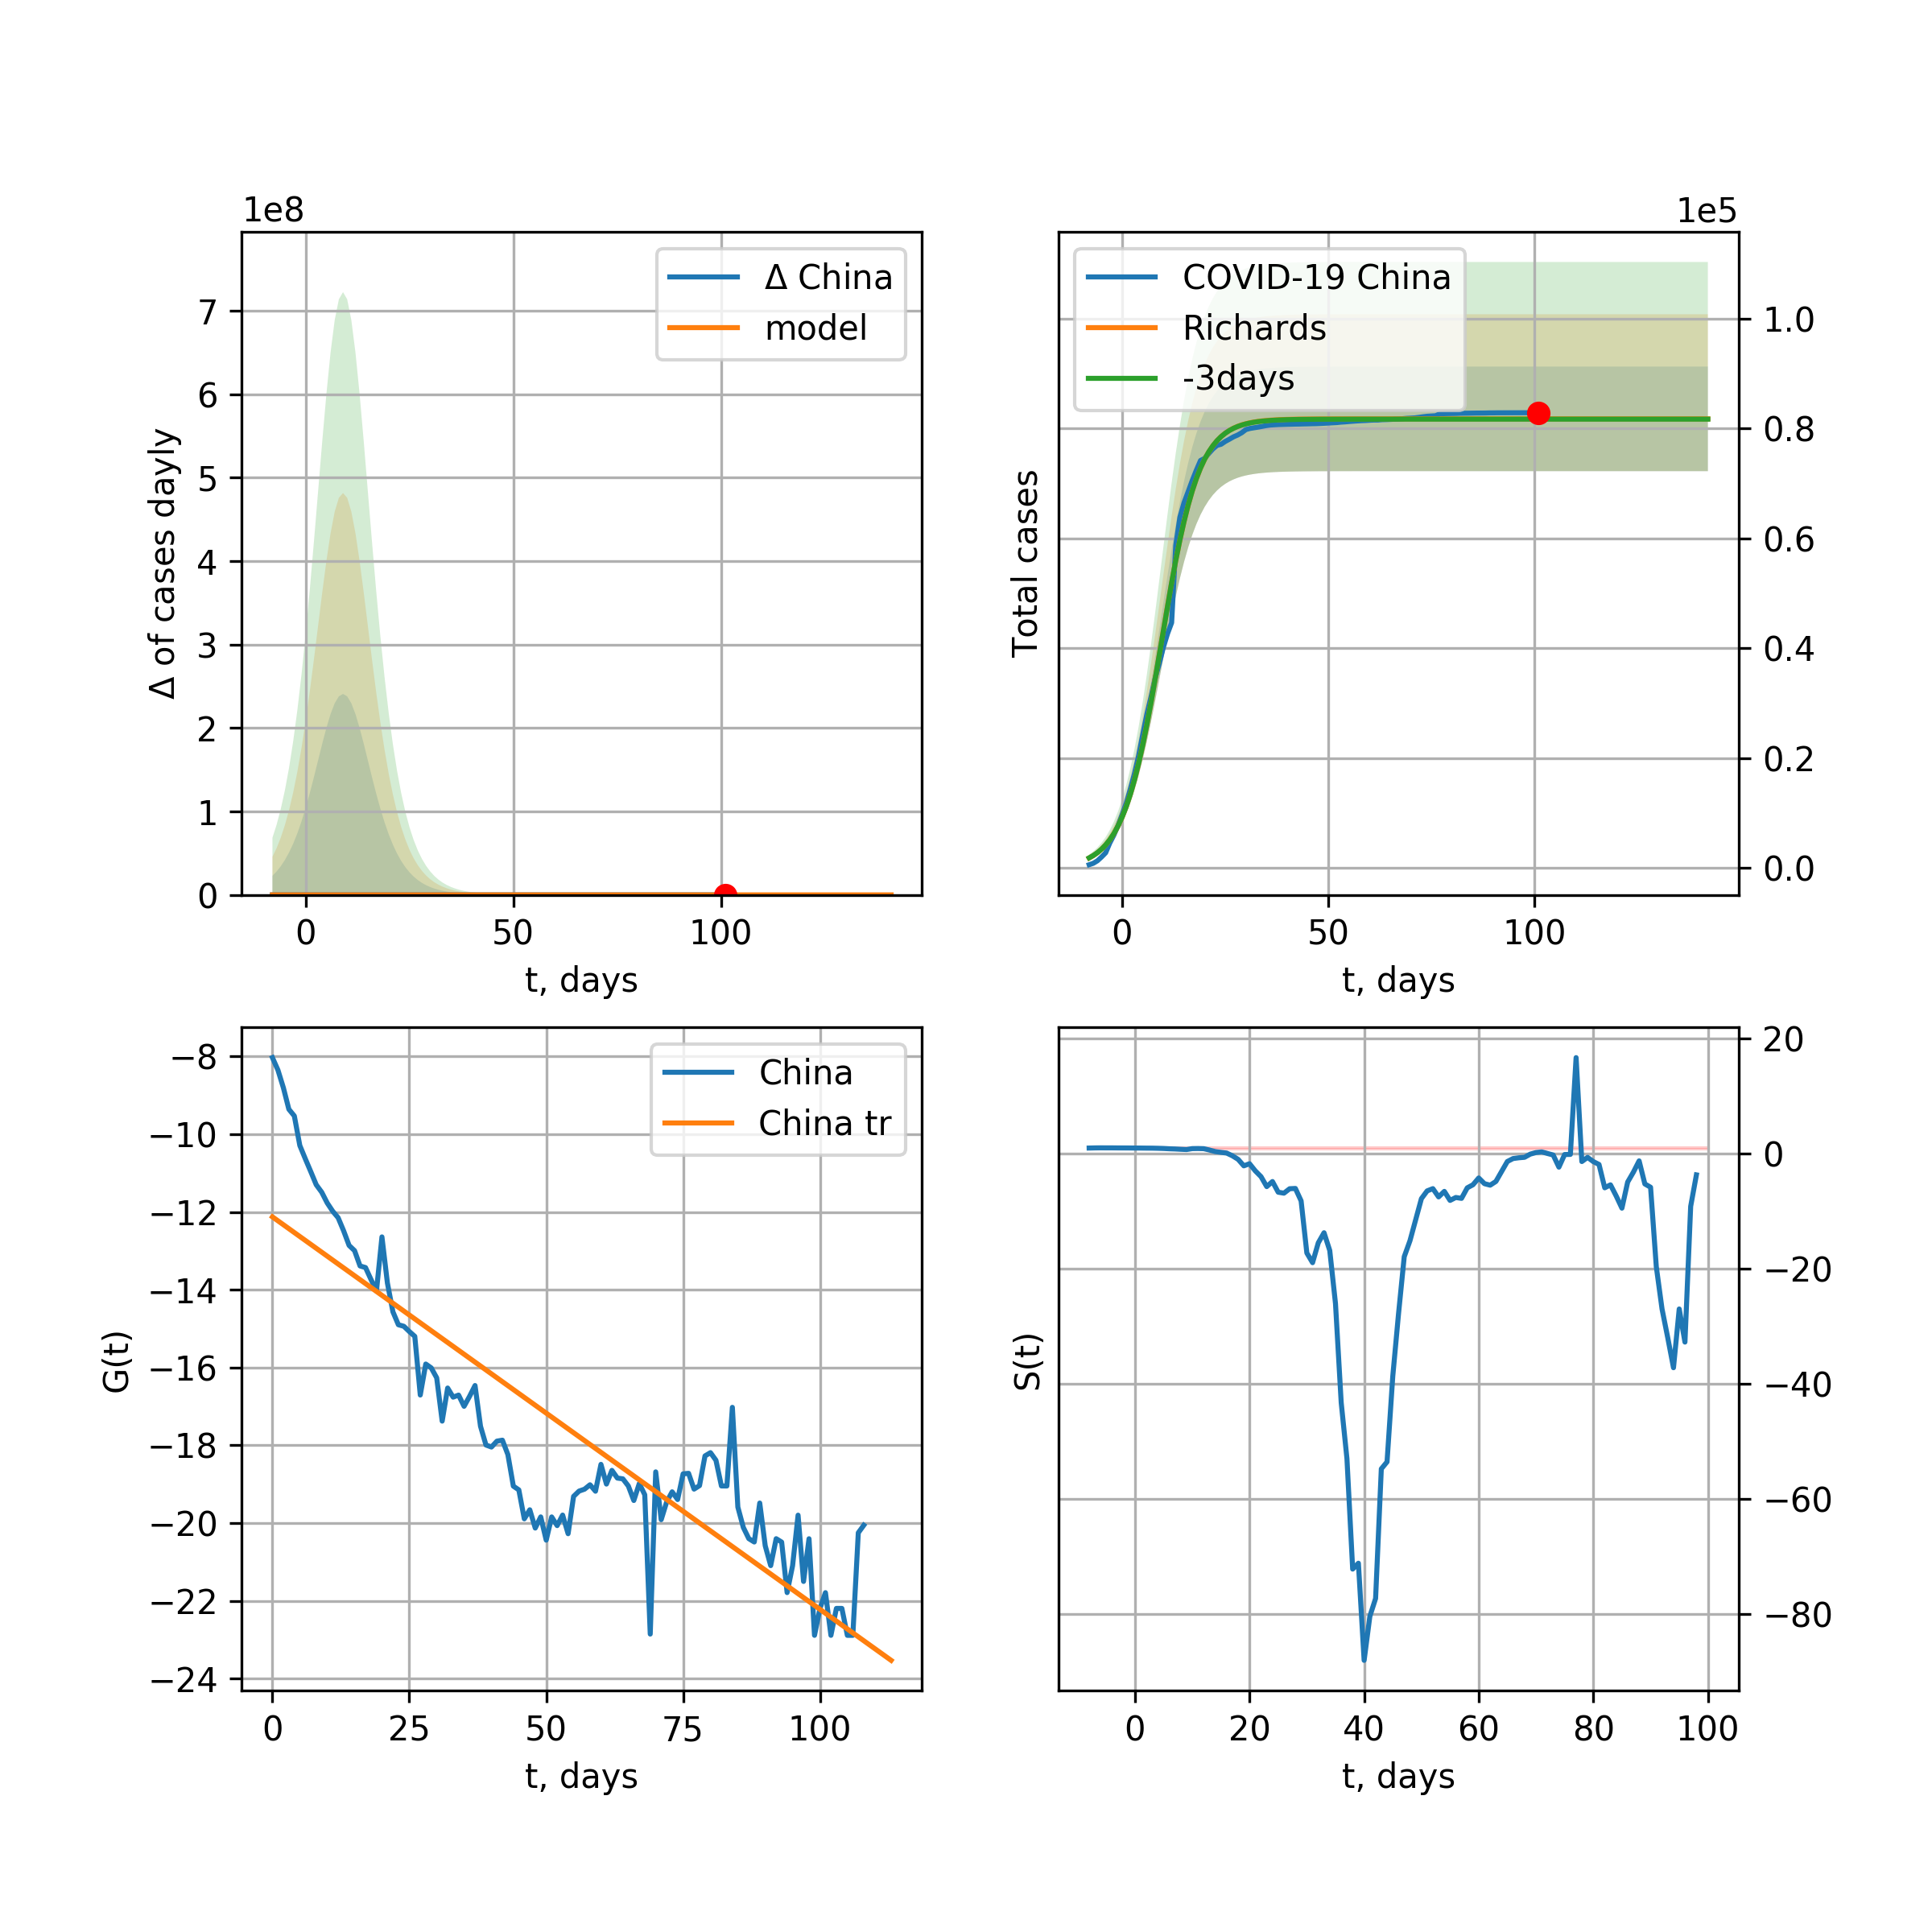 1e8
Δ of cases dayly
7
6
5
4
3
2
1
0
Δ China
model
0 50 100
t, days
1e5
Total cases
COVID-19 China
Richards
-3days
1.0
0.8
0.6
0.4
0.2
0.0
0 50 100
t, days
G(t)
−8
−10
−12
−14
−16
−18
−20
−22
−24
China
China tr
0 25 50 75 100
t, days
S(t)
20
0
−20
−40
−60
−80
0 20 40 60 80 100
t, days